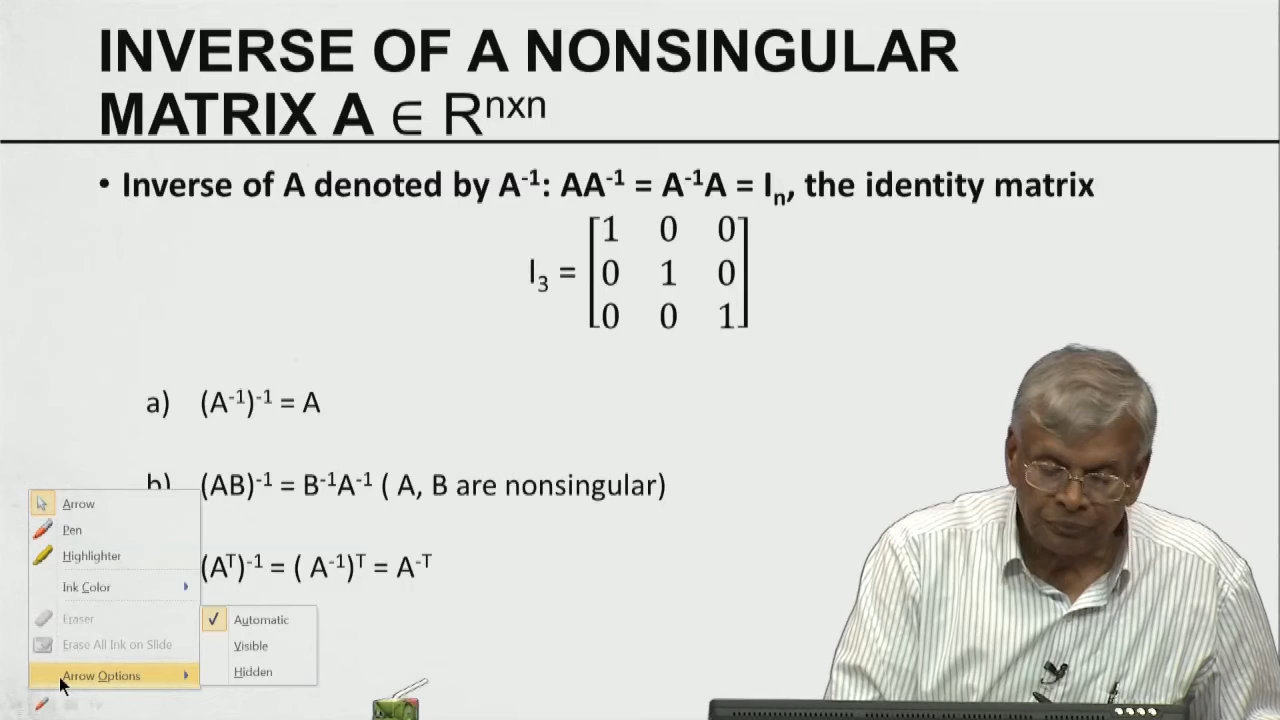 INVERSE OF A NONSINGULAR
MATRIX A ∈ Rⁿˣⁿ
• Inverse of A denoted by A⁻¹: AA⁻¹ = A⁻¹A = Iₙ, the identity matrix
I₃ = [1 0 0
0 1 0
0 0 1]
a) (A⁻¹)⁻¹ = A
b) (AB)⁻¹ = B⁻¹A⁻¹ ( A, B are nonsingular)
(Aᵀ)⁻¹ = ( A⁻¹)ᵀ = A⁻ᵀ
Arrow
Pen
Highlighter
Ink Color
Eraser
Erase All Ink on Slide
Arrow Options
Automatic
Visible
Hidden